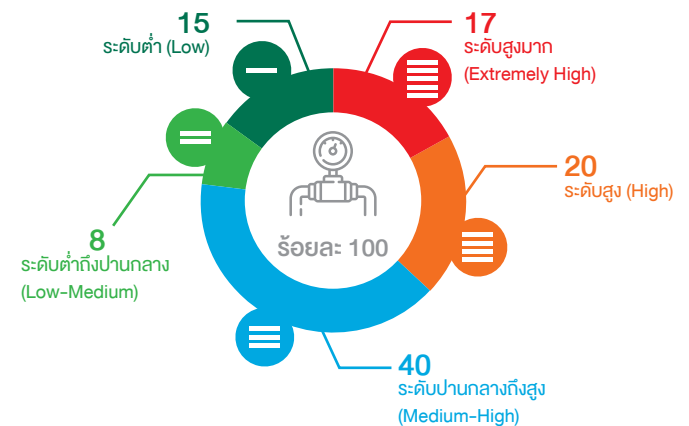 15
ระดับต่ำ (Low)
17
ระดับสูงมาก
(Extremely High)
20
ระดับสูง (High)
ร้อยละ 100
8
ระดับต่ำถึงปานกลาง
(Low-Medium)
40
ระดับปานกลางถึงสูง
(Medium-High)